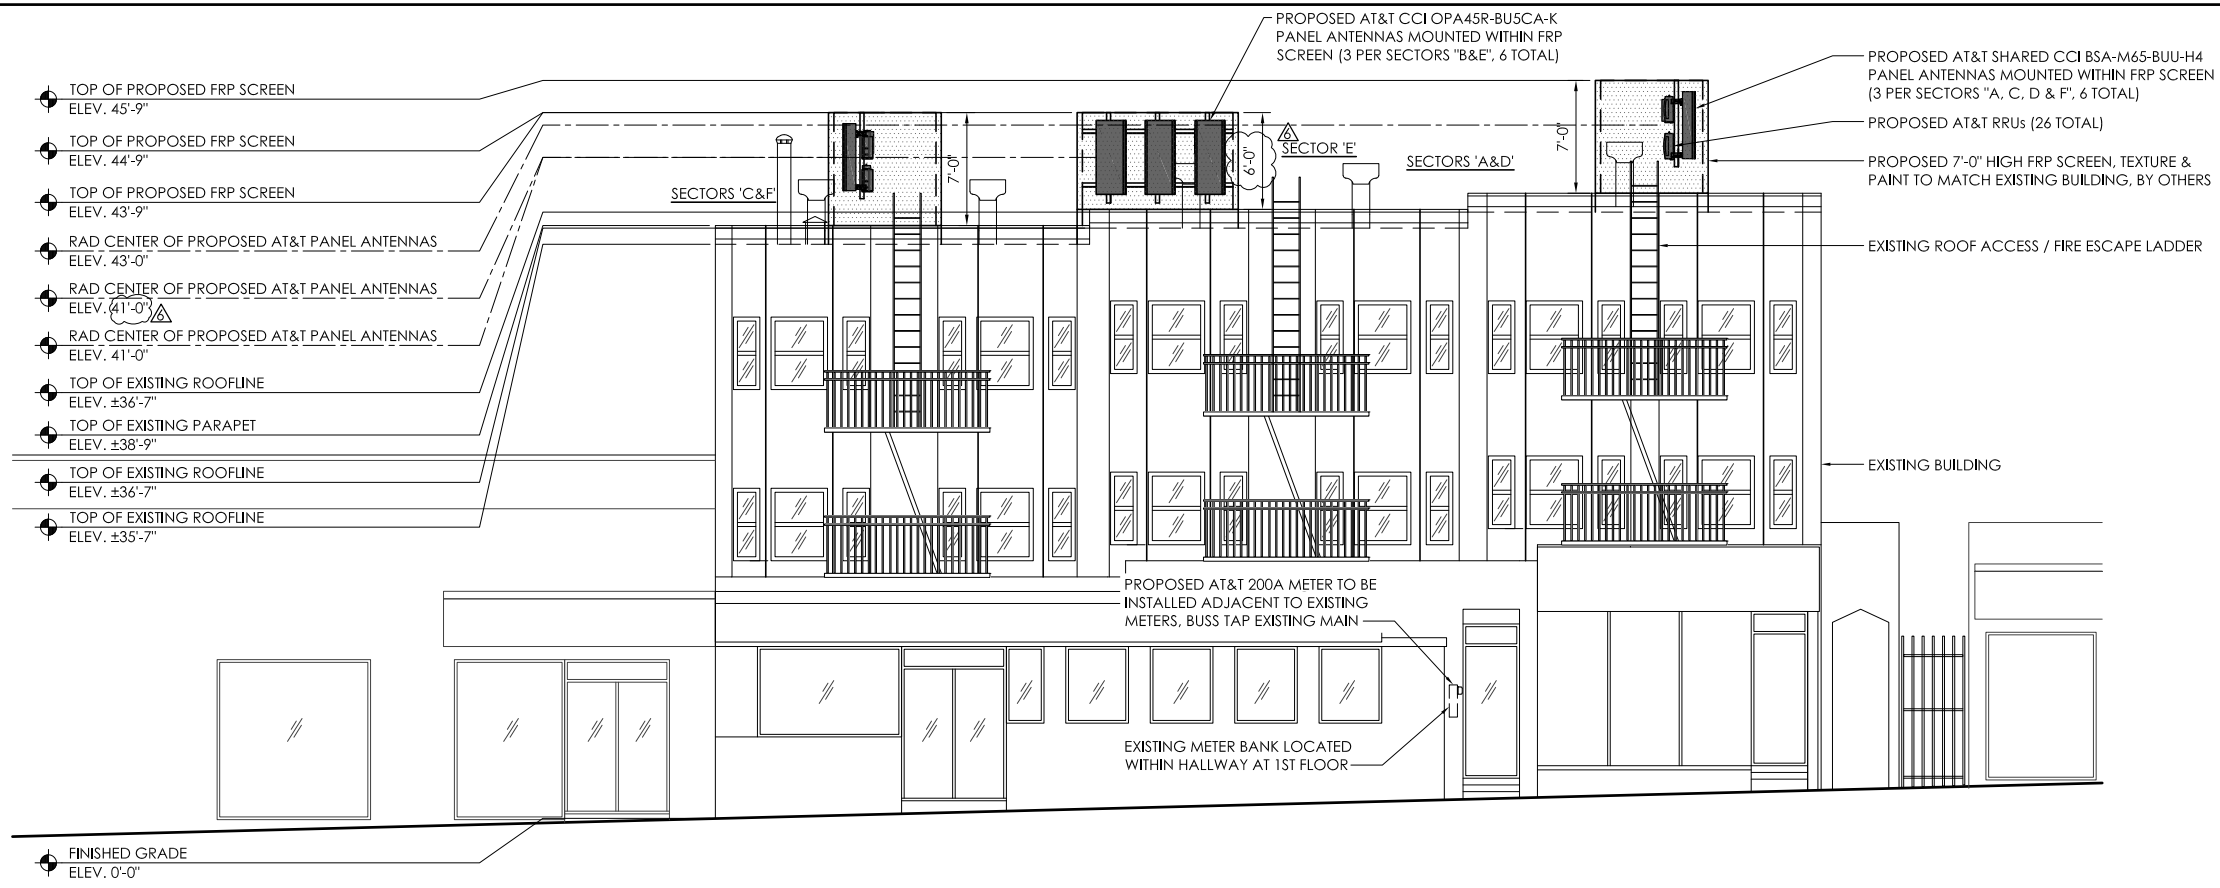 PROPOSED AT&T CCI OPA45R-BU5CA-K
PANEL ANTENNAS MOUNTED WITHIN FRP
SCREEN (3 PER SECTORS "B&E", 6 TOTAL)
PROPOSED AT&T SHARED CCI BSA-M65-BUU-H4
PANEL ANTENNAS MOUNTED WITHIN FRP SCREEN
(3 PER SECTORS "A, C, D & F", 6 TOTAL)
PROPOSED AT&T RRUs (26 TOTAL)
PROPOSED 7'-0" HIGH FRP SCREEN, TEXTURE &
PAINT TO MATCH EXISTING BUILDING, BY OTHERS
EXISTING ROOF ACCESS / FIRE ESCAPE LADDER
EXISTING BUILDING
TOP OF PROPOSED FRP SCREEN
ELEV. 45'-9"
TOP OF PROPOSED FRP SCREEN
ELEV. 44'-9"
TOP OF PROPOSED FRP SCREEN
ELEV. 43'-9"
RAD CENTER OF PROPOSED AT&T PANEL ANTENNAS
ELEV. 43'-0"
RAD CENTER OF PROPOSED AT&T PANEL ANTENNAS
ELEV. 41'-0"
6
RAD CENTER OF PROPOSED AT&T PANEL ANTENNAS
ELEV. 41'-0"
TOP OF EXISTING ROOFLINE
ELEV. ±36'-7"
TOP OF EXISTING PARAPET
ELEV. ±38'-9"
TOP OF EXISTING ROOFLINE
ELEV. ±36'-7"
TOP OF EXISTING ROOFLINE
ELEV. ±35'-7"
SECTORS 'C&F'
7'-0"
6'-0"
6
SECTOR 'E'
SECTORS 'A&D'
7'-0"
PROPOSED AT&T 200A METER TO BE
INSTALLED ADJACENT TO EXISTING
METERS, BUSS TAP EXISTING MAIN
EXISTING METER BANK LOCATED
WITHIN HALLWAY AT 1ST FLOOR
FINISHED GRADE
ELEV. 0'-0"